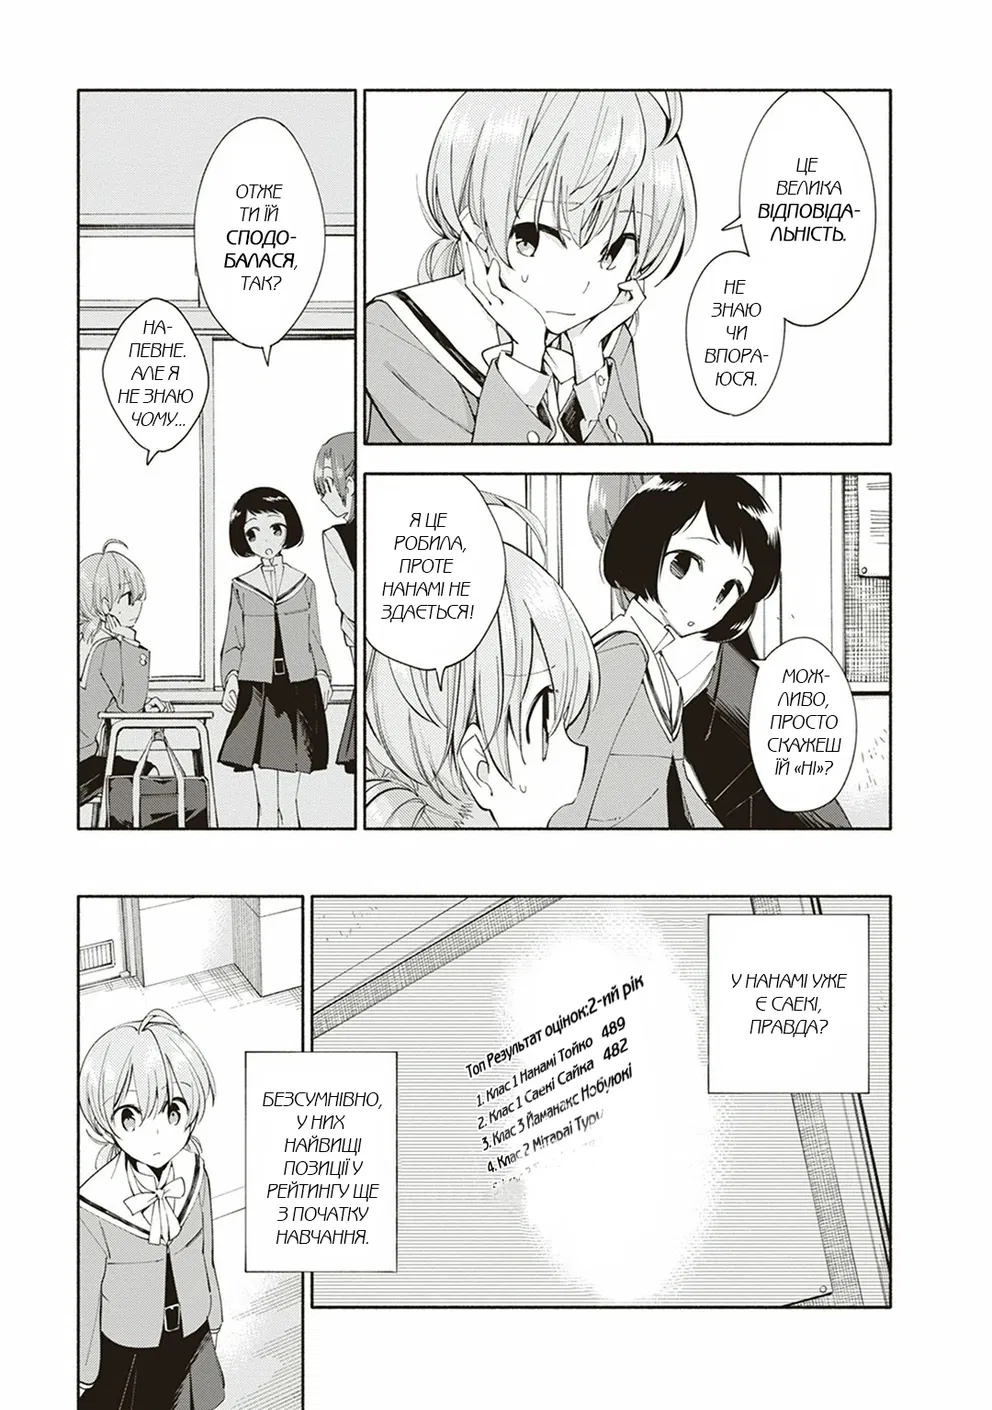 ЦЕ
ВЕЛИКА
ВІДПОВІДА-
ЛЬНІСТЬ.
НЕ
ЗНАЮ
ЧИ
ВПОРА-
ЮСЯ.
ОТЖЕ
ТИ ЇЙ
СПОДО-
БАЛАСЯ,
ТАК?
НА-
ПЕВНЕ.
АЛЕ Я
НЕ ЗНАЮ
ЧОМУ...
МОЖ-
ЛИВО,
ПРОСТО
СКАЖЕШ
ЇЙ «НІ»?
Я ЦЕ
РОБИЛА,
ПРОТЕ
НАНАМІ НЕ
ЗДАЄТЬСЯ!
У НАНАМІ УЖЕ
Є САЕКІ,
ПРАВДА?
Топ Результат оцінок:2-ий рік
1. Клас 1 Нанамі Тойко 489
2. Клас 1 Саекі Сайка 482
3. Клас 3 Йаманакс Нобуюкі
4. Клас 2 Мітараі Туру
БЕЗСУМНІВНО,
У НИХ
НАЙВИЩІ
ПОЗИЦІЇ У
РЕЙТИНГУ ЩЕ
З ПОЧАТКУ
НАВЧАННЯ.